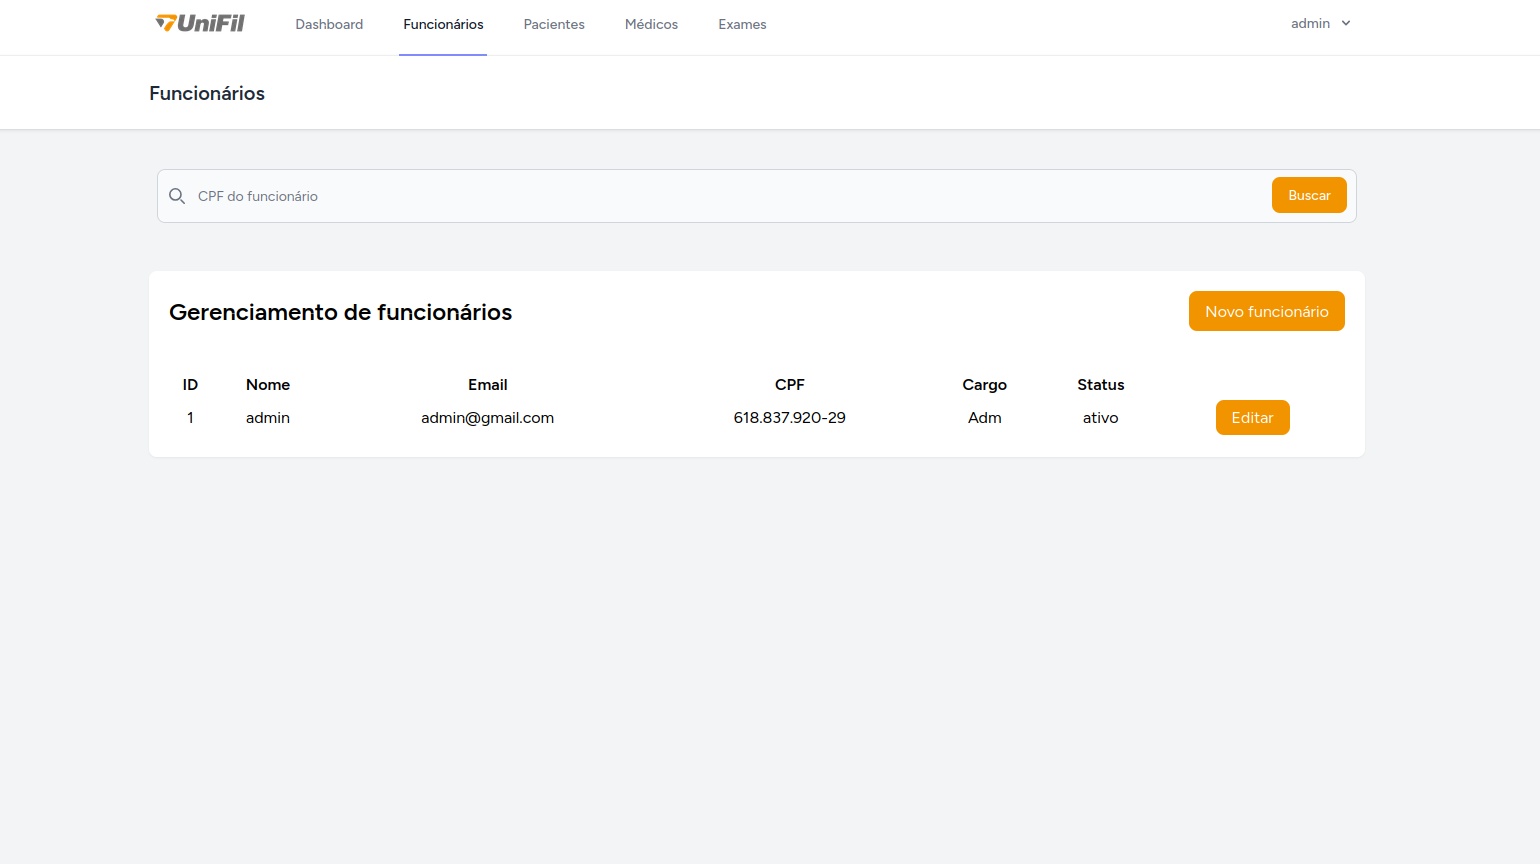 UniFil Dashboard Funcionários Pacientes Médicos Exames admin
Funcionários
CPF do funcionário Buscar
Gerenciamento de funcionários Novo funcionário
ID Nome Email CPF Cargo Status
1 admin admin@gmail.com 618.837.920-29 Adm ativo Editar